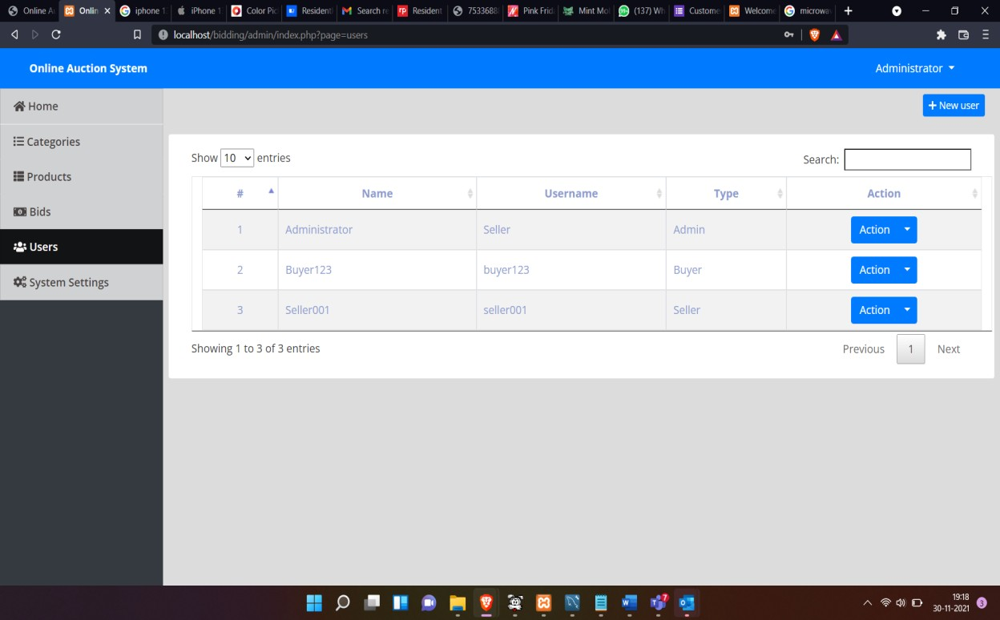 Online A
Onlin
iphone 1
iPhone 1
Color Pic
Residenti
Search re
Resident
7533688
Pink Frid
Mint Mo
(137) Wh
Custome
Welcome
microwa
localhost/bidding/admin/index.php?page=users
Online Auction System
Administrator
Home
Categories
Products
Bids
Users
System Settings
+ New user
Show 10 entries
Search:
# Name Username Type Action
1 Administrator Seller Admin Action
2 Buyer123 buyer123 Buyer Action
3 Seller001 seller001 Seller Action
Showing 1 to 3 of 3 entries
Previous 1 Next
7
19:18
30-11-2021
3